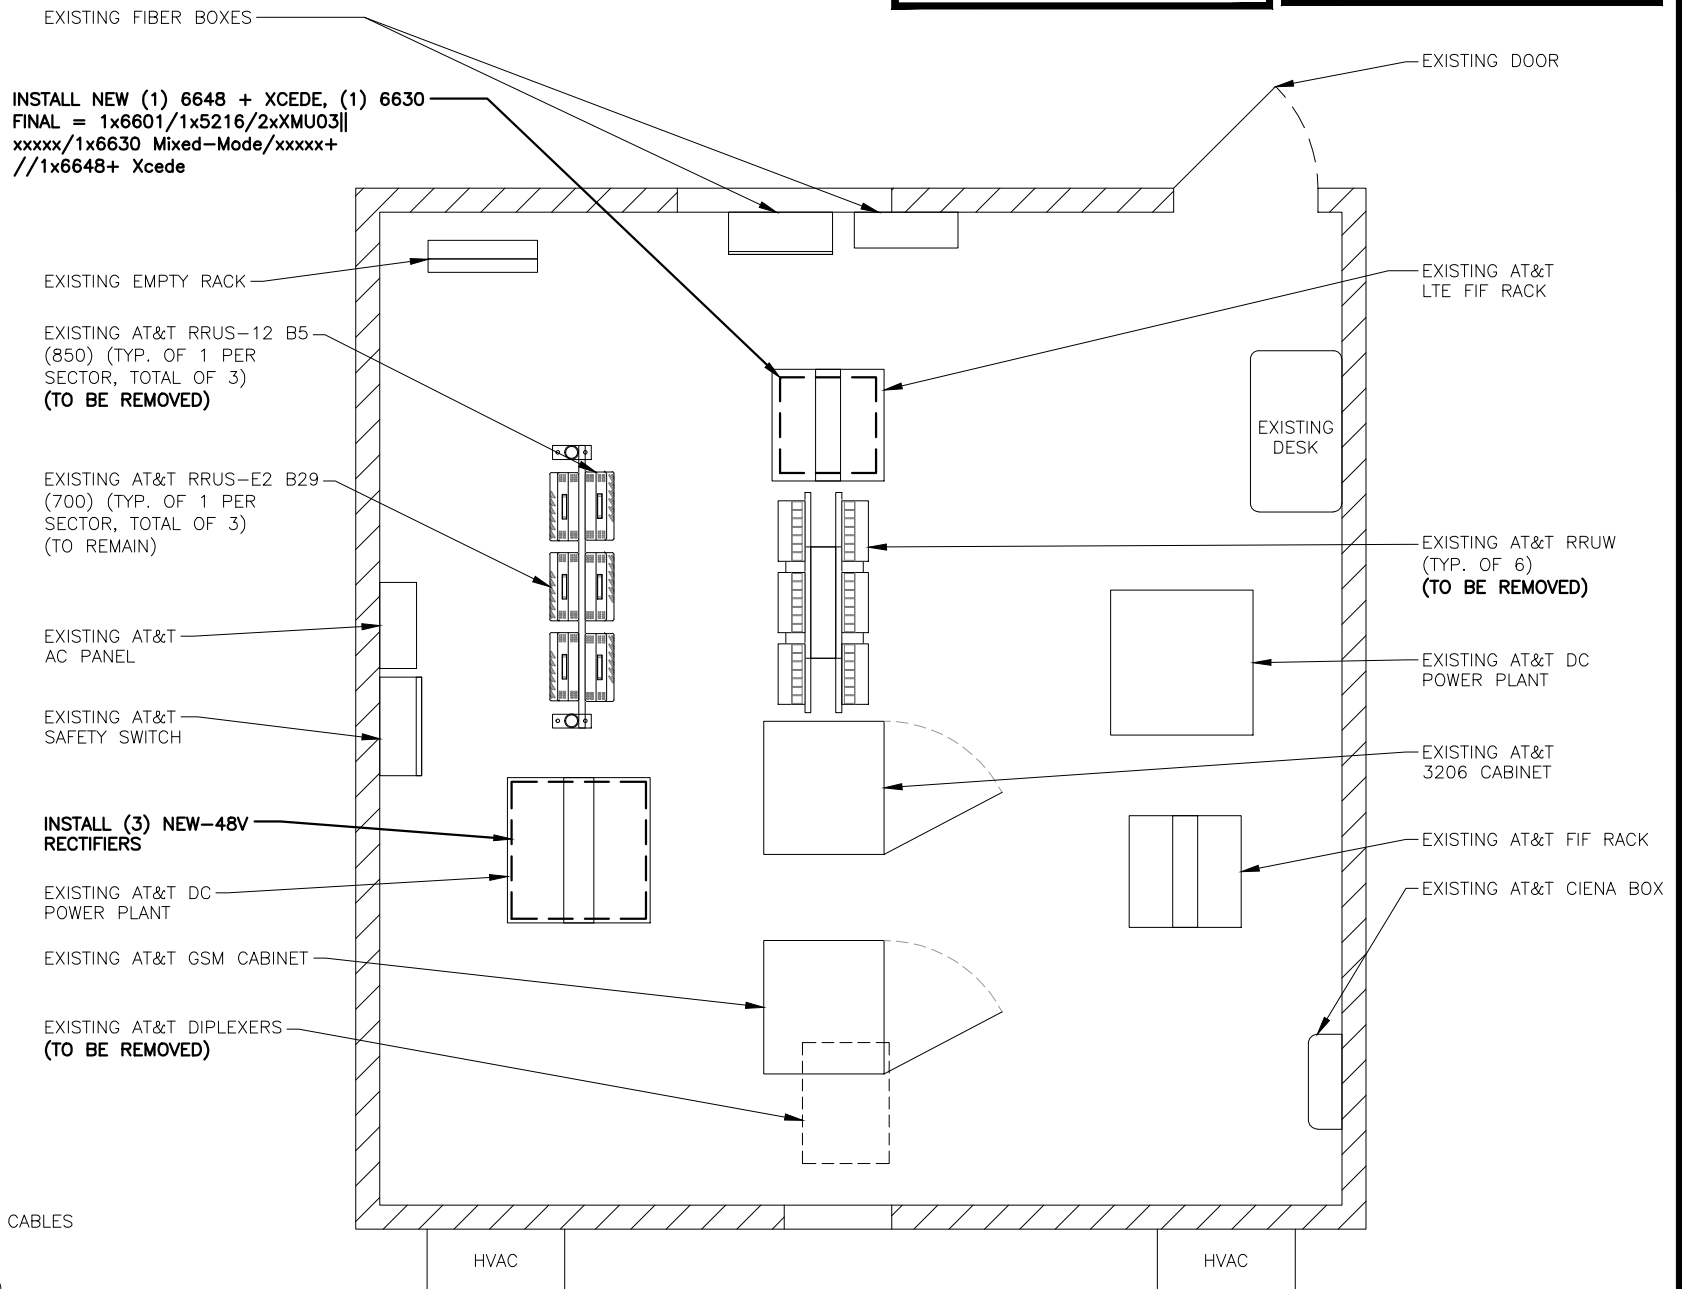 EXISTING FIBER BOXES
INSTALL NEW (1) 6648 + XCEDE, (1) 6630
FINAL = 1x6601/1x5216/2xXMU03||
xxxxx/1x6630 Mixed-Mode/xxxxx+
//1x6648+ Xcede
EXISTING EMPTY RACK
EXISTING AT&T RRUS-12 B5
(850) (TYP. OF 1 PER
SECTOR, TOTAL OF 3)
(TO BE REMOVED)
EXISTING AT&T RRUS-E2 B29
(700) (TYP. OF 1 PER
SECTOR, TOTAL OF 3)
(TO REMAIN)
EXISTING AT&T
AC PANEL
EXISTING AT&T
SAFETY SWITCH
INSTALL (3) NEW-48V
RECTIFIERS
EXISTING AT&T DC
POWER PLANT
EXISTING AT&T GSM CABINET
EXISTING AT&T DIPLEXERS
(TO BE REMOVED)
CABLES
HVAC
HVAC
EXISTING
DESK
EXISTING DOOR
EXISTING AT&T
LTE FIF RACK
EXISTING AT&T RRUW
(TYP. OF 6)
(TO BE REMOVED)
EXISTING AT&T DC
POWER PLANT
EXISTING AT&T
3206 CABINET
EXISTING AT&T FIF RACK
EXISTING AT&T CIENA BOX